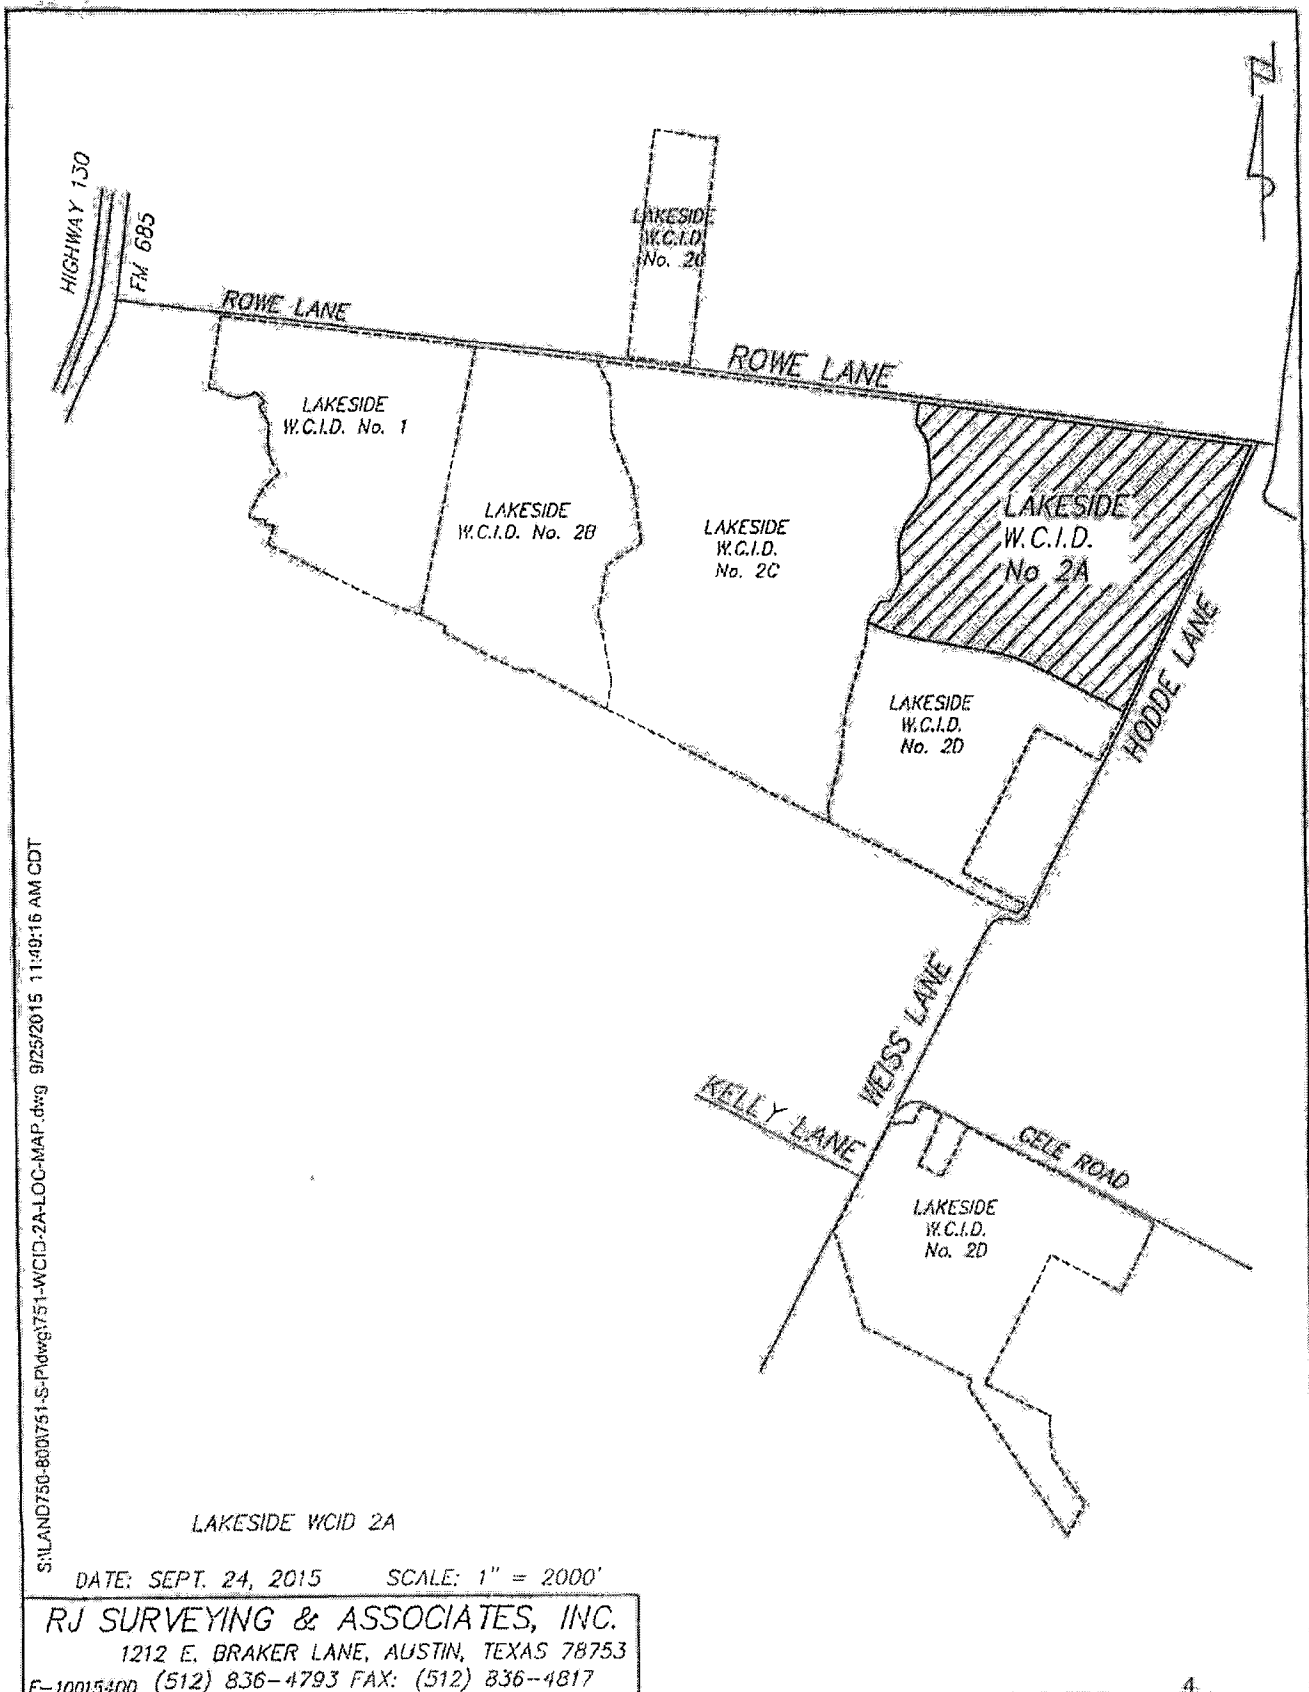 HIGHWAY 130
FM 685
LAKESIDE
W.C.I.D.
No. 2C
ROWE LANE
ROWE LANE
LAKESIDE
W.C.I.D. No. 1
LAKESIDE
W.C.I.D. No. 2B
LAKESIDE
W.C.I.D.
No. 2C
LAKESIDE
W.C.I.D.
No 2A
HODDE LANE
LAKESIDE
W.C.I.D.
No. 2D
WEISS LANE
KELLY LANE
CELE ROAD
LAKESIDE
W.C.I.D.
No. 2D
S:\LAND750-800\751-S-P\dwg\751-WCID-2A-LOC-MAP.dwg 9/25/2015 11:49:16 AM CDT
LAKESIDE WCID 2A
DATE: SEPT. 24, 2015 SCALE: 1" = 2000'
RJ SURVEYING & ASSOCIATES, INC.
1212 E. BRAKER LANE, AUSTIN, TEXAS 78753
F-10015400 (512) 836-4793 FAX: (512) 836-4817
4